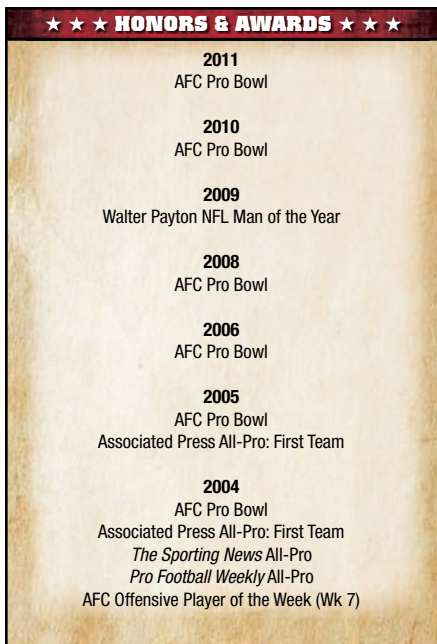 ★ ★ ★ HONORS & AWARDS ★ ★ ★
2011
AFC Pro Bowl
2010
AFC Pro Bowl
2009
Walter Payton NFL Man of the Year
2008
AFC Pro Bowl
2006
AFC Pro Bowl
2005
AFC Pro Bowl
Associated Press All-Pro: First Team
2004
AFC Pro Bowl
Associated Press All-Pro: First Team
The Sporting News All-Pro
Pro Football Weekly All-Pro
AFC Offensive Player of the Week (Wk 7)